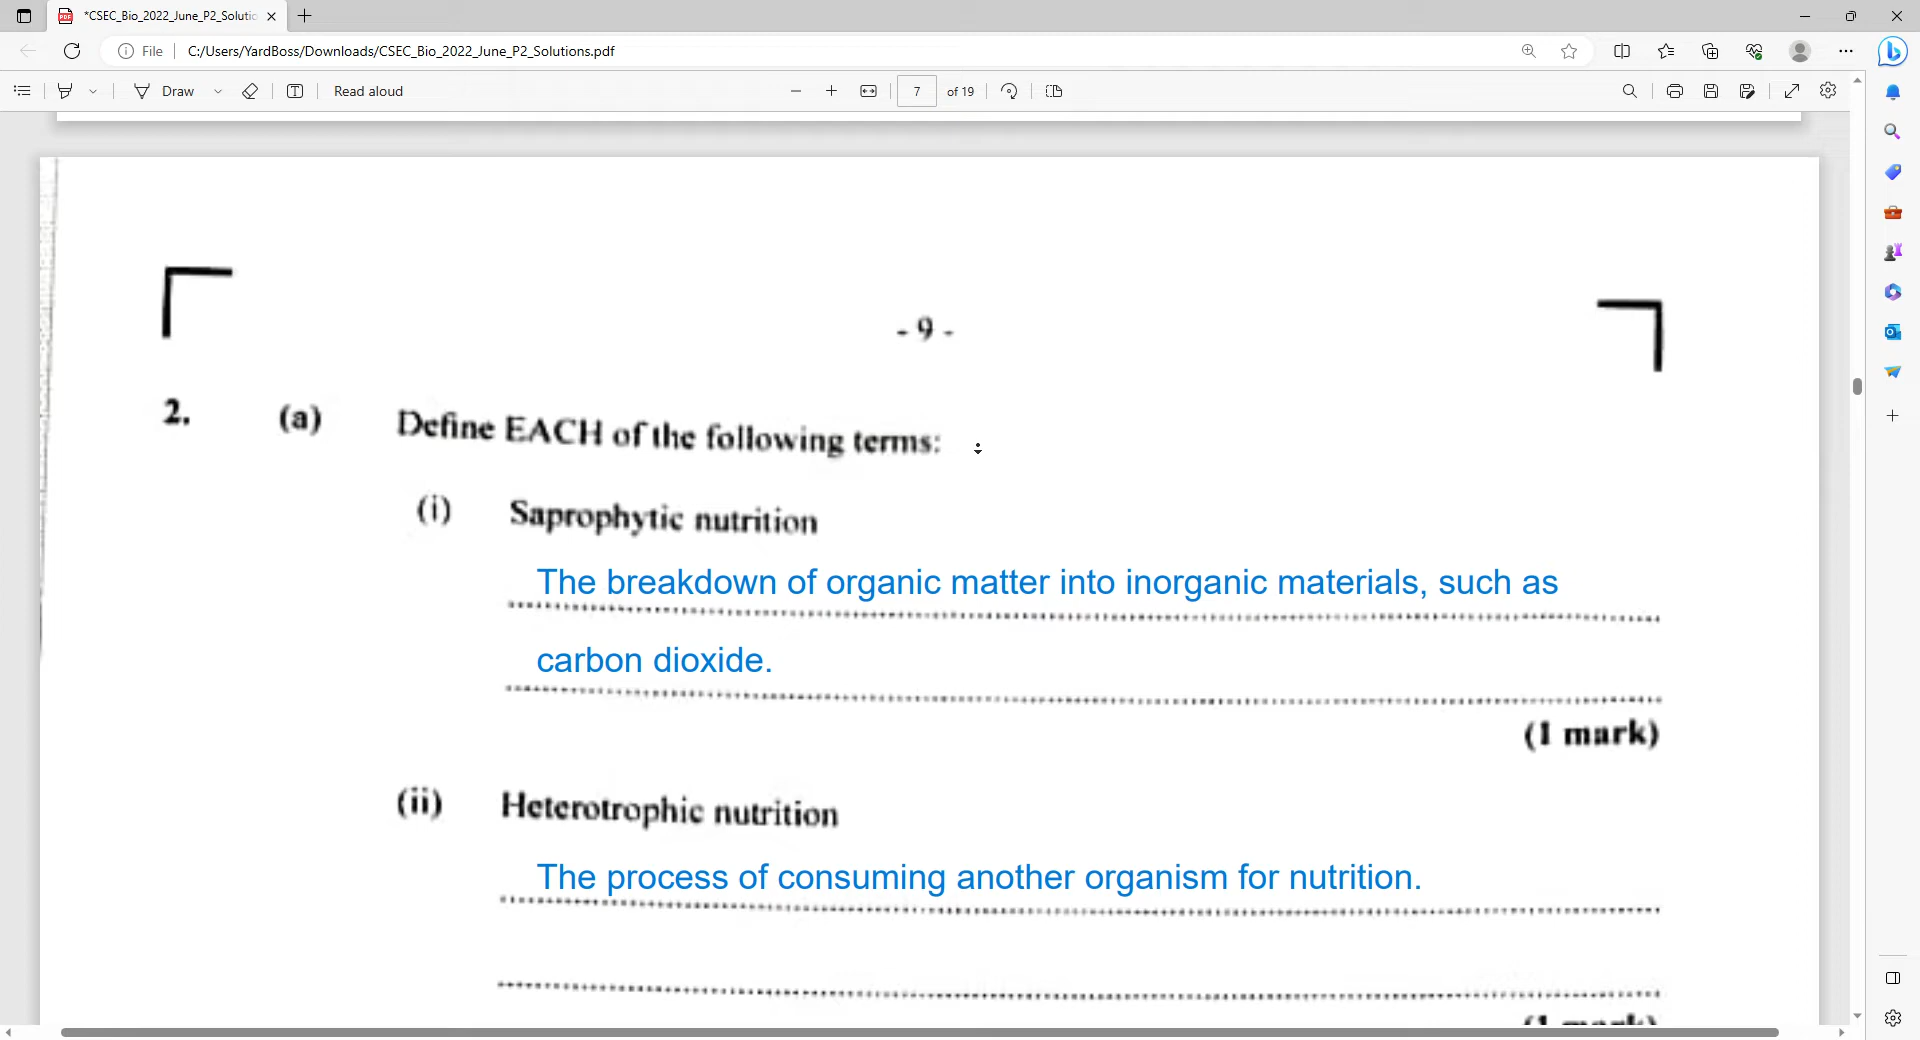 *CSEC_Bio_2022_June_P2_Solutio
File
C:/Users/YardBoss/Downloads/CSEC_Bio_2022_June_P2_Solutions.pdf
Draw
Read aloud
7
of 19
- 9 -
2. (a) Define EACH of the following terms:
(i) Saprophytic nutrition
The breakdown of organic matter into inorganic materials, such as
carbon dioxide.
(1 mark)
(ii) Heterotrophic nutrition
The process of consuming another organism for nutrition.
(1 mark)